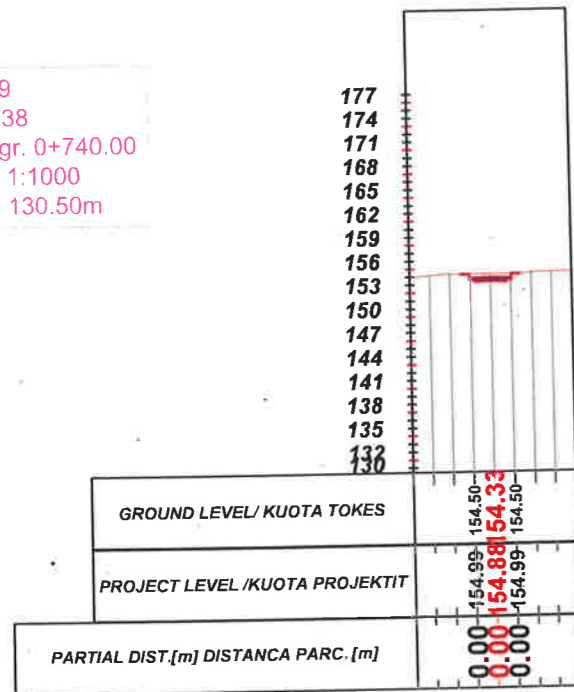 9
38
gr. 0+740.00
1:1000
130.50m
177
174
171
168
165
162
159
156
153
150
147
144
141
138
135
132
130
GROUND LEVEL/ KUOTA TOKES
154.50 154.33 154.50
PROJECT LEVEL /KUOTA PROJEKTIT
154.99 154.88 154.99
PARTIAL DIST.[m] DISTANCA PARC.[m]
0.00 0.00 0.00